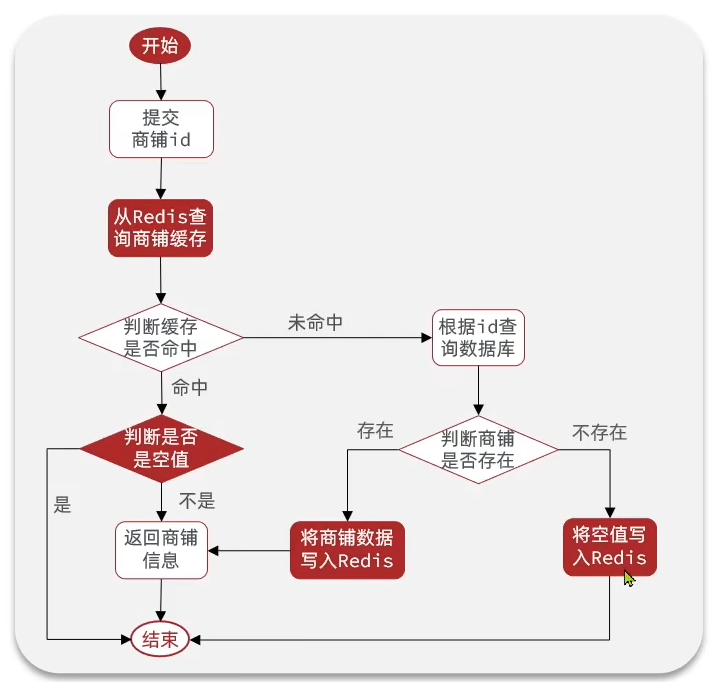 开始
提交
商铺id
从Redis查
询商铺缓存
判断缓存
是否命中
未命中
根据id查
询数据库
命中
判断是否
是空值
存在
判断商铺
是否存在
不存在
是
不是
返回商铺
信息
将商铺数据
写入Redis
将空值写
入Redis
结束